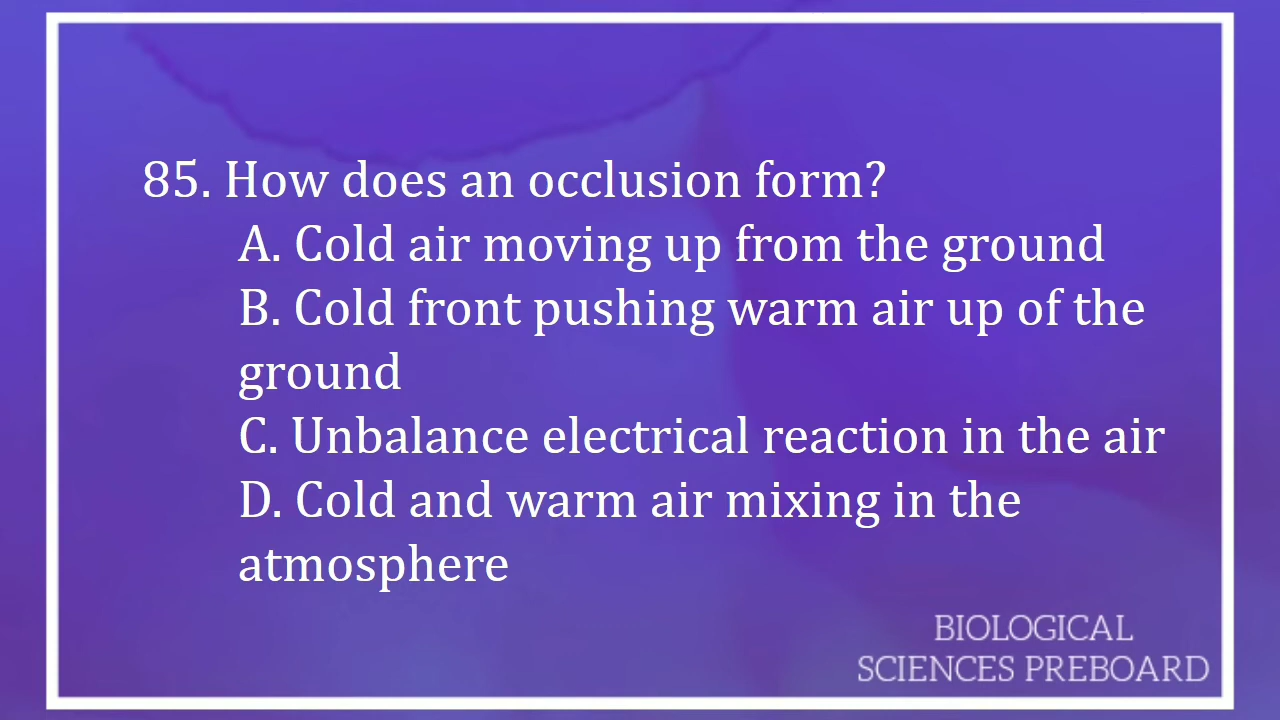 85. How does an occlusion form?
A. Cold air moving up from the ground
B. Cold front pushing warm air up of the
ground
C. Unbalance electrical reaction in the air
D. Cold and warm air mixing in the
atmosphere
BIOLOGICAL
SCIENCES PREBOARD